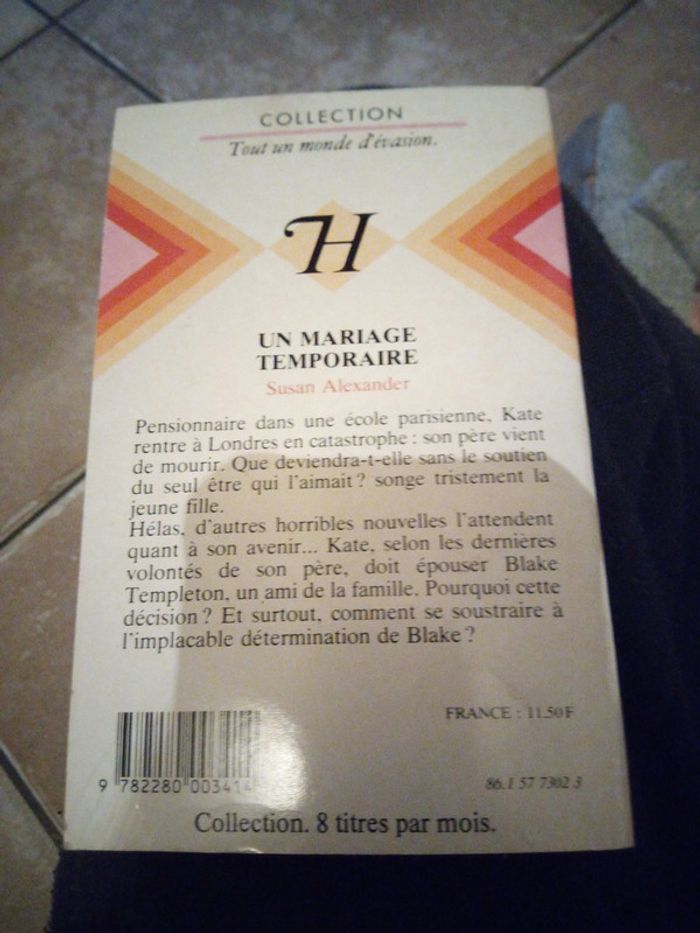 COLLECTION
Tout un monde d'évasion.
H
UN MARIAGE
TEMPORAIRE
Susan Alexander
Pensionnaire dans une école parisienne, Kate
rentre à Londres en catastrophe : son père vient
de mourir. Que deviendra-t-elle sans le soutien
du seul être qui l'aimait ? songe tristement la
jeune fille.
Hélas, d'autres horribles nouvelles l'attendent
quant à son avenir... Kate, selon les dernières
volontés de son père, doit épouser Blake
Templeton, un ami de la famille. Pourquoi cette
décision ? Et surtout, comment se soustraire à
l'implacable détermination de Blake ?
FRANCE : 11.50F
9 782280 003414
86.1 57 7302 3
Collection. 8 titres par mois.